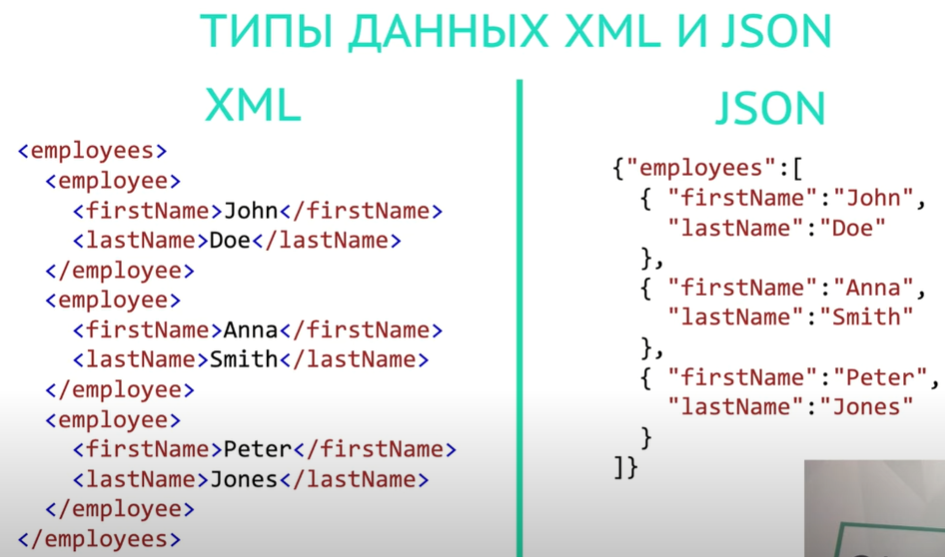 ТИПЫ ДАННЫХ XML И JSON
XML
<employees>
<employee>
<firstName>John</firstName>
<lastName>Doe</lastName>
</employee>
<employee>
<firstName>Anna</firstName>
<lastName>Smith</lastName>
</employee>
<employee>
<firstName>Peter</firstName>
<lastName>Jones</lastName>
</employee>
</employees>
JSON
{"employees":[
{ "firstName":"John",
"lastName":"Doe"
},
{ "firstName":"Anna",
"lastName":"Smith"
},
{ "firstName":"Peter",
"lastName":"Jones"
}
]}